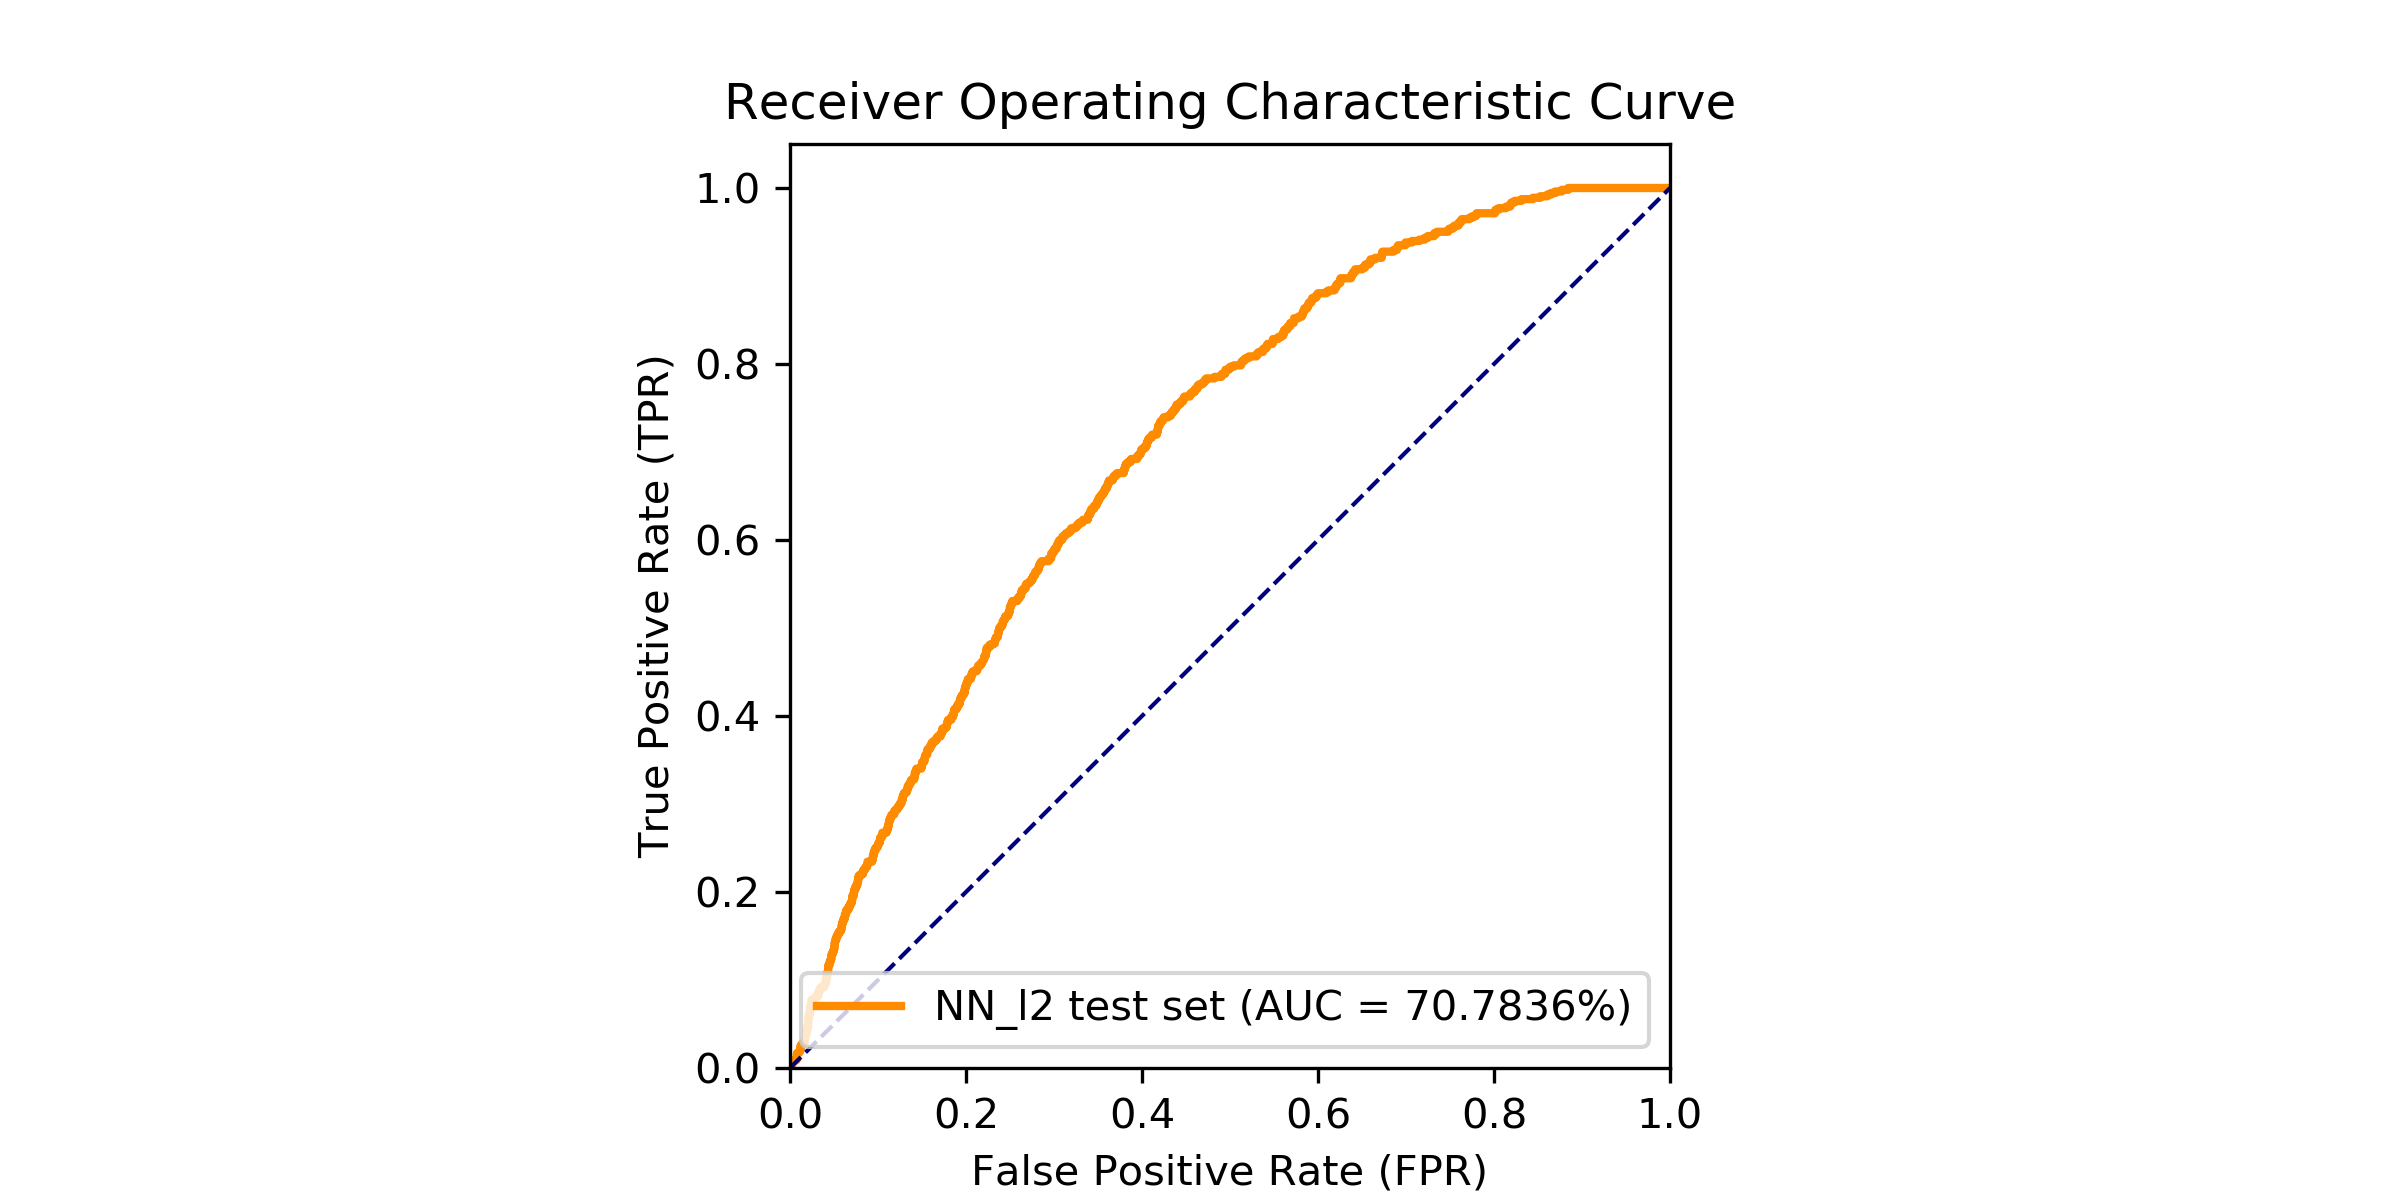 Receiver Operating Characteristic Curve
1.0
0.8
0.6
0.4
0.2
0.0
True Positive Rate (TPR)
NN_l2 test set (AUC = 70.7836%)
0.0 0.2 0.4 0.6 0.8 1.0
False Positive Rate (FPR)